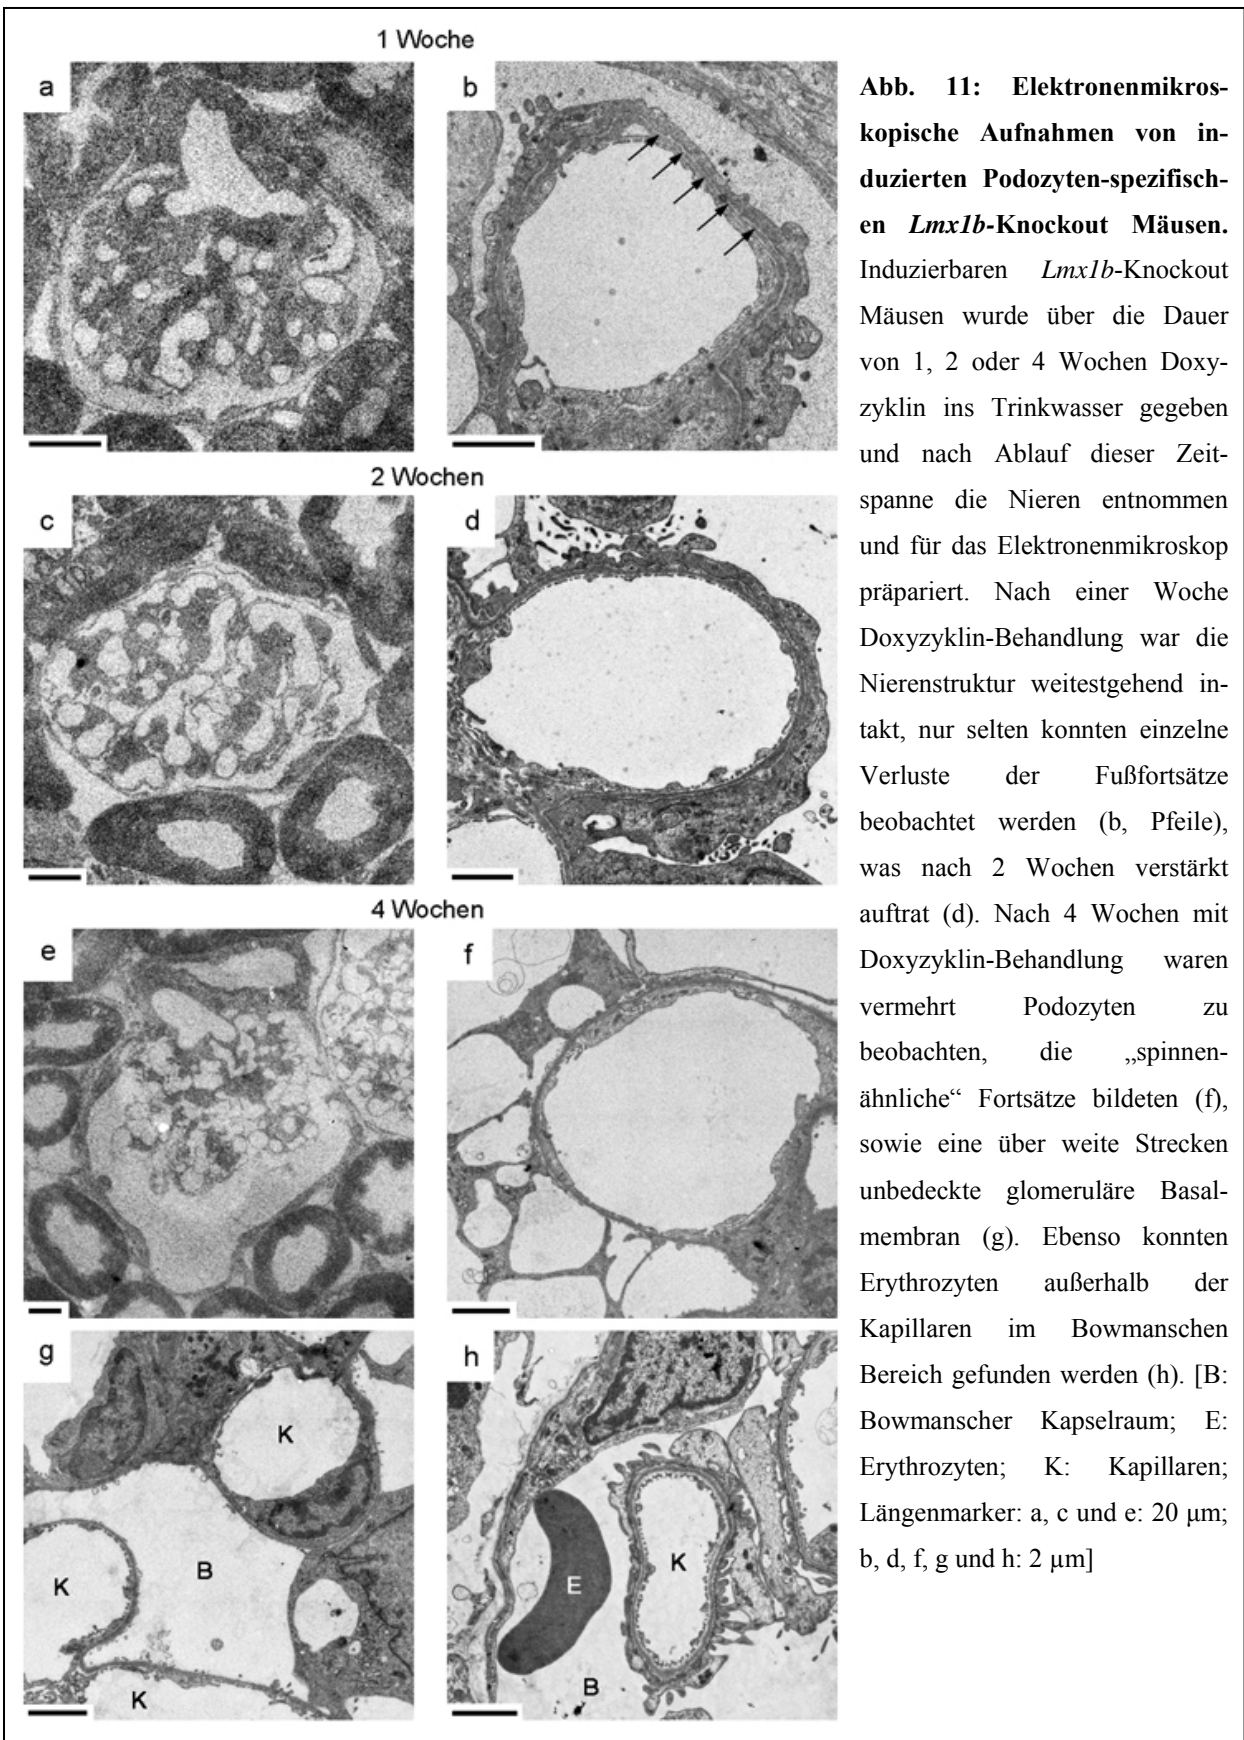 1 Woche
a
b
2 Wochen
c
d
4 Wochen
e
f
g
K
K
B
K
h
E
K
B
Abb. 11: Elektronenmikros-
kopische Aufnahmen von in-
duzierten Podozyten-spezifisch-
en Lmx1b-Knockout Mäusen.
Induzierbaren Lmx1b-Knockout
Mäusen wurde über die Dauer
von 1, 2 oder 4 Wochen Doxy-
zyklin ins Trinkwasser gegeben
und nach Ablauf dieser Zeit-
spanne die Nieren entnommen
und für das Elektronenmikroskop
präpariert. Nach einer Woche
Doxyzyklin-Behandlung war die
Nierenstruktur weitestgehend in-
takt, nur selten konnten einzelne
Verluste der Fußfortsätze
beobachtet werden (b, Pfeile),
was nach 2 Wochen verstärkt
auftrat (d). Nach 4 Wochen mit
Doxyzyklin-Behandlung waren
vermehrt Podozyten zu
beobachten, die „spinnen-
ähnliche“ Fortsätze bildeten (f),
sowie eine über weite Strecken
unbedeckte glomeruläre Basal-
membran (g). Ebenso konnten
Erythrozyten außerhalb der
Kapillaren im Bowmanschen
Bereich gefunden werden (h). [B:
Bowmanscher Kapselraum; E:
Erythrozyten; K: Kapillaren;
Längenmarker: a, c und e: 20 µm;
b, d, f, g und h: 2 µm]